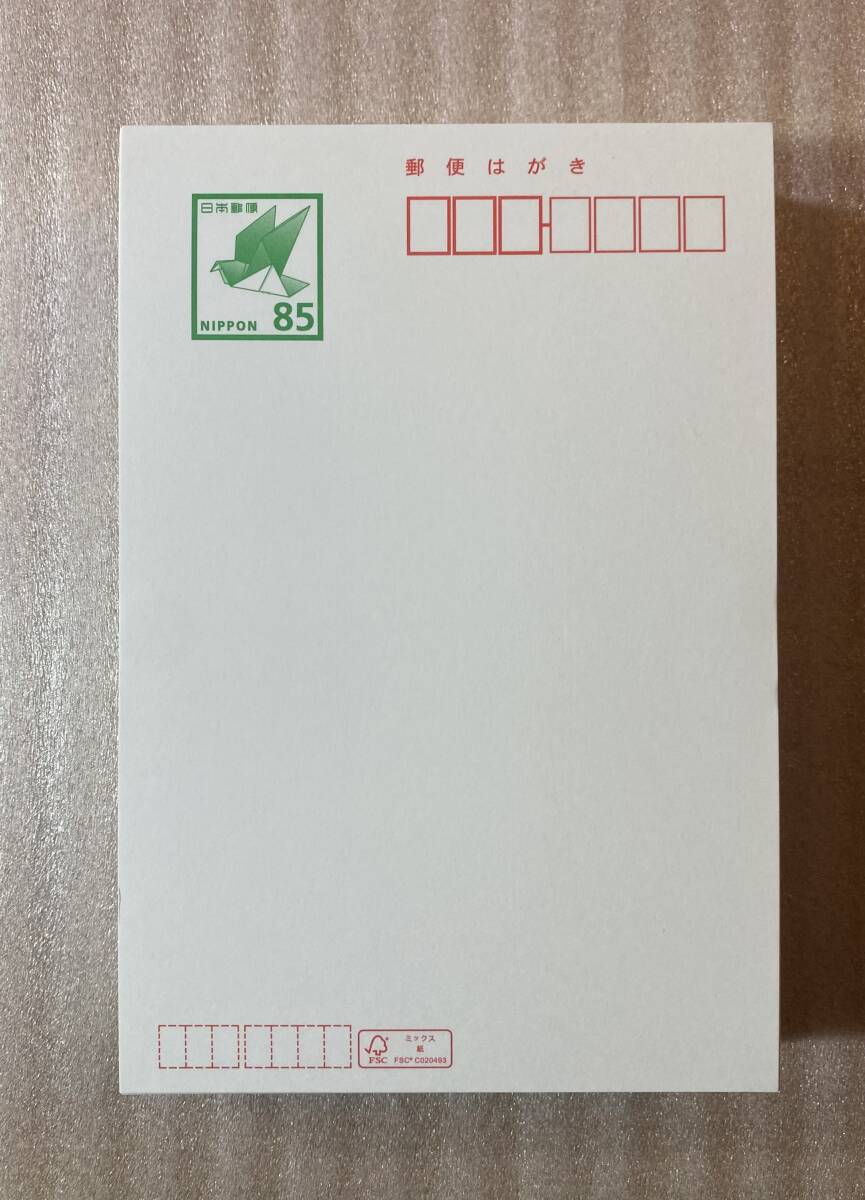 郵便はがき
日本郵便
NIPPON 85
ミックス
紙
FSC
FSC® C020493